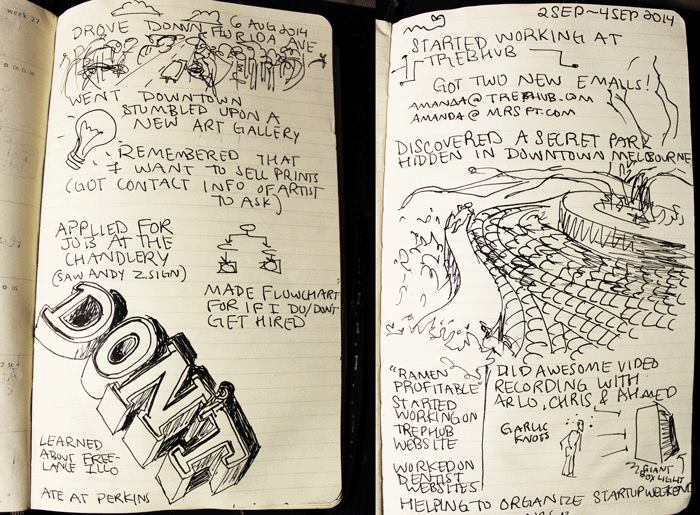 week 27
6 AUG 2014
DROVE DOWN FLORIDA AVE
WENT DOWNTOWN
STUMBLED UPON A
NEW ART GALLERY
REMEMBERED THAT
I WANT TO SELL PRINTS
(GOT CONTACT INFO OF ARTIST
TO ASK)
APPLIED FOR
JOB AT THE
CHANDLERY
(SAW ANDY Z SIGN)
MADE FLOWCHART
FOR IF I DO/DON'T
GET HIRED
DON'T
LEARNED
ABOUT FREE-
LANCE ILLO
ATE AT PERKINS
2 SEP ~ 4 SEP 2014
STARTED WORKING AT
TREPHUB
GOT TWO NEW EMAILS!
AMANDA@TREPHUB.COM
AMANDA@MRSFT.COM
DISCOVERED A SECRET PARK
HIDDEN IN DOWNTOWN MELBOURNE
"RAMEN
PROFITABLE"
STARTED
WORKING ON
TREPHUB
WEBSITE
WORKED ON
DENTIST
WEBSITES
DID AWESOME VIDEO
RECORDING WITH
ARLO, CHRIS & AHMED
GARLIC
KNOTS
GIANT
BOX LIGHT
HELPING TO ORGANIZE STARTUP WEEKEND